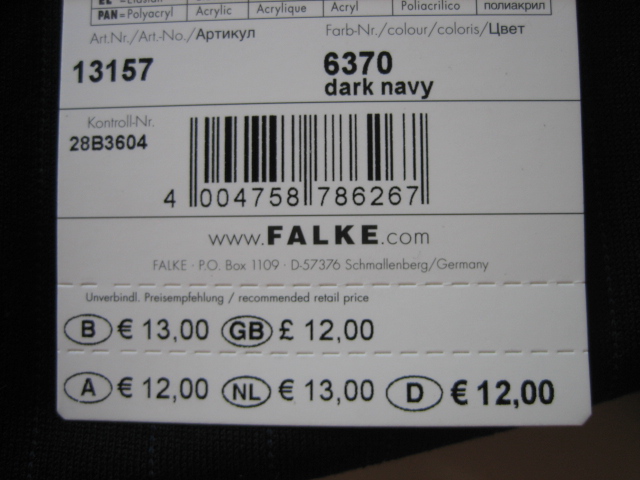 PAN=Polyacryl Acrylic Acrylique Acryl Poliacrilico полиакрил
Art.Nr./Art.-No./Артикул Farb-Nr./colour/coloris/Цвет
13157 6370
dark navy
Kontroll-Nr.
28B3604
4 004758 786267
www.FALKE.com
FALKE · P.O. Box 1109 · D-57376 Schmallenberg/Germany
Unverbindl. Preisempfehlung / recommended retail price
B € 13,00 GB £ 12,00
A € 12,00 NL € 13,00 D € 12,00